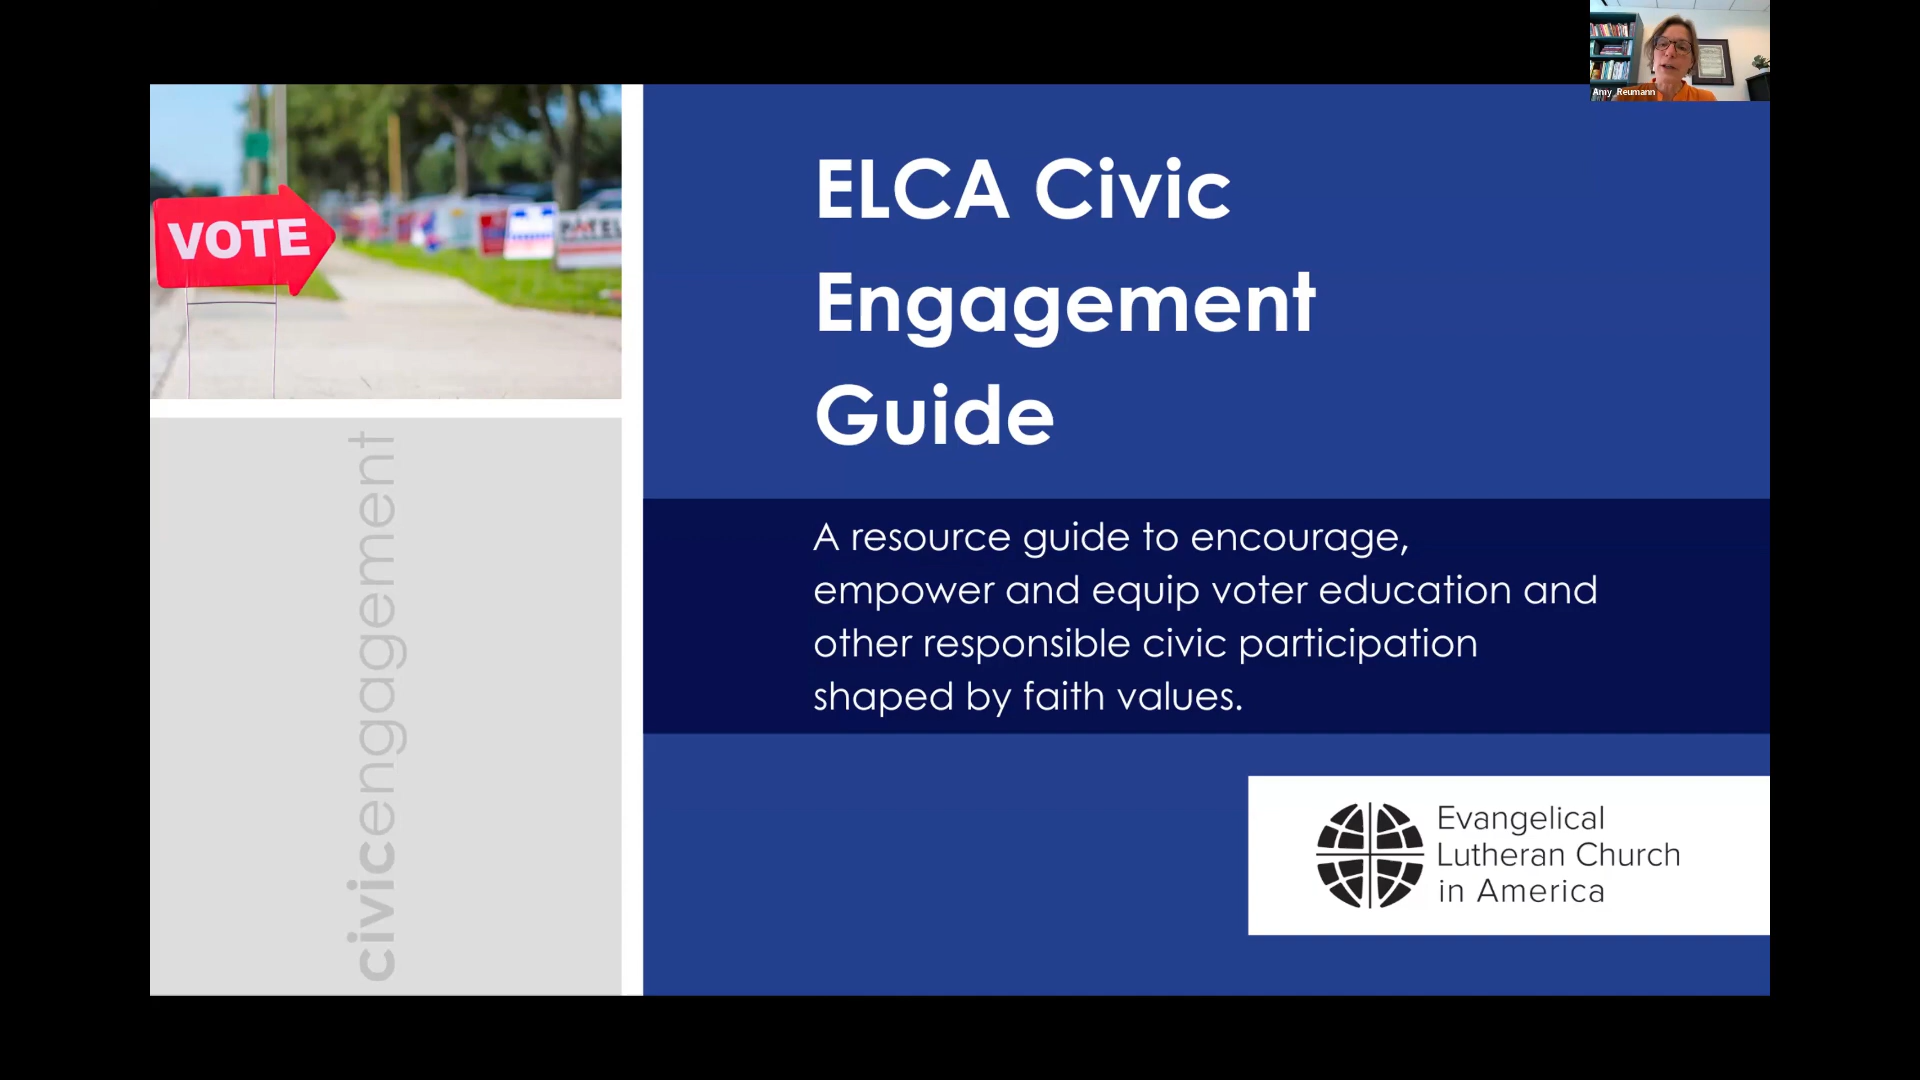 Amy Reumann
VOTE
ELCA Civic
Engagement
Guide
A resource guide to encourage,
empower and equip voter education and
other responsible civic participation
shaped by faith values.
civicengagement
Evangelical
Lutheran Church
in America